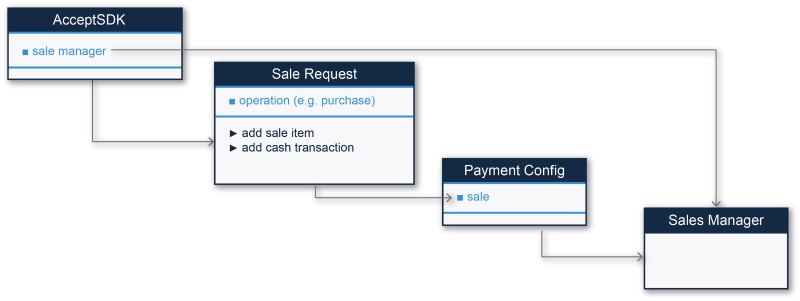 AcceptSDK
sale manager
Sale Request
operation (e.g. purchase)
add sale item
add cash transaction
Payment Config
sale
Sales Manager